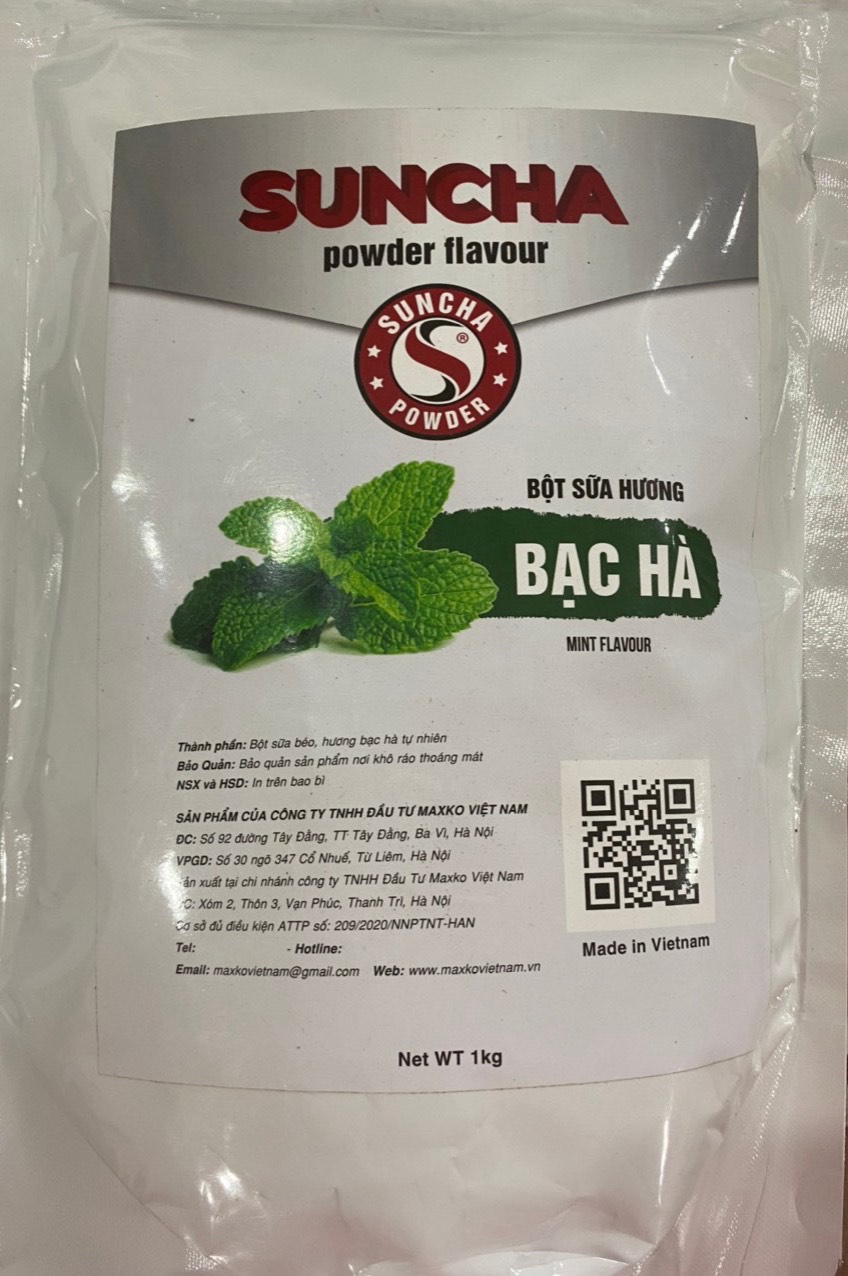 SUNCHA
powder flavour
SUNCHA
®
POWDER
BỘT SỮA HƯƠNG
BẠC HÀ
MINT FLAVOUR
Thành phần: Bột sữa béo, hương bạc hà tự nhiên
Bảo Quản: Bảo quản sản phẩm nơi khô ráo thoáng mát
NSX và HSD: In trên bao bì
SẢN PHẨM CỦA CÔNG TY TNHH ĐẦU TƯ MAXKO VIỆT NAM
ĐC: Số 92 đường Tây Đằng, TT Tây Đằng, Ba Vì, Hà Nội
VPGD: Số 30 ngõ 347 Cổ Nhuế, Từ Liêm, Hà Nội
xuất tại chi nhánh công ty TNHH Đầu Tư Maxko Việt Nam
Xóm 2, Thôn 3, Vạn Phúc, Thanh Trì, Hà Nội
sở đủ điều kiện ATTP số: 209/2020/NNPTNT-HAN
Tel: - Hotline:
Email: maxkovietnam@gmail.com Web: www.maxkovietnam.vn
Made in Vietnam
Net WT 1kg